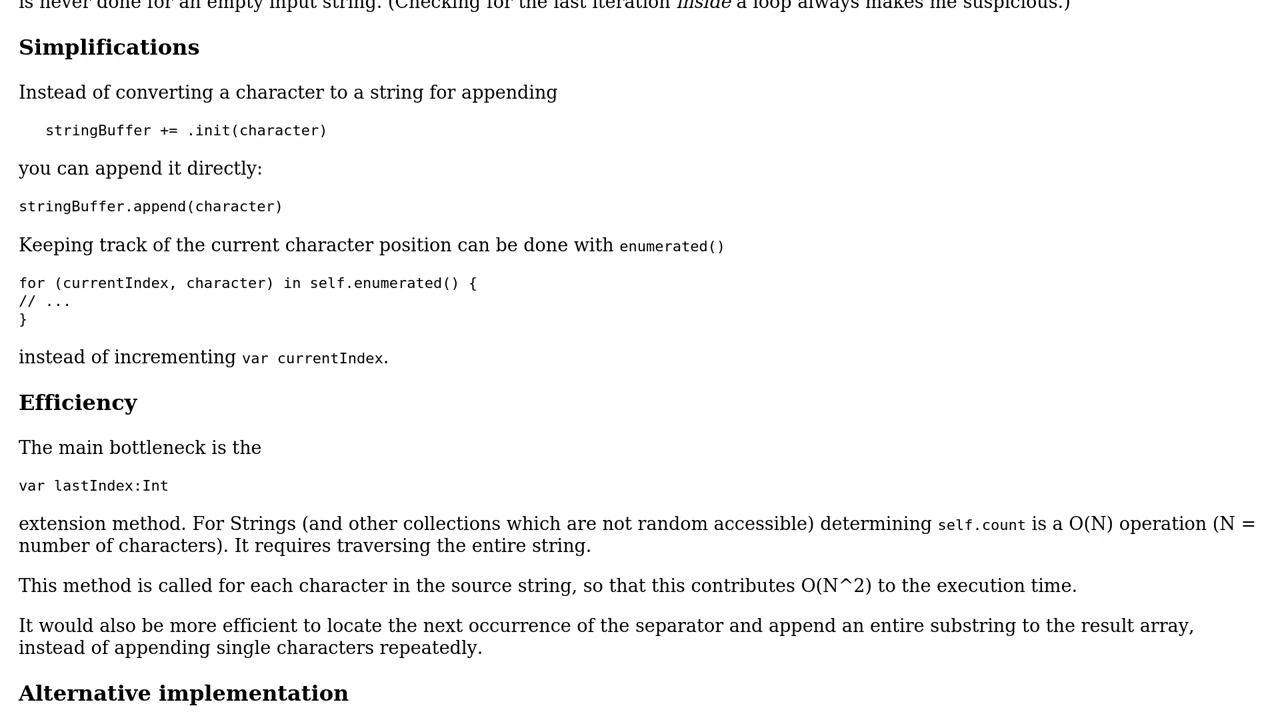 is never done for an empty input string. (Checking for the last iteration inside a loop always makes me suspicious.)
Simplifications
Instead of converting a character to a string for appending
stringBuffer += .init(character)
you can append it directly:
stringBuffer.append(character)
Keeping track of the current character position can be done with enumerated()
for (currentIndex, character) in self.enumerated() {
// ...
}
instead of incrementing var currentIndex.
Efficiency
The main bottleneck is the
var lastIndex:Int
extension method. For Strings (and other collections which are not random accessible) determining self.count is a O(N) operation (N =
number of characters). It requires traversing the entire string.
This method is called for each character in the source string, so that this contributes O(N^2) to the execution time.
It would also be more efficient to locate the next occurrence of the separator and append an entire substring to the result array,
instead of appending single characters repeatedly.
Alternative implementation